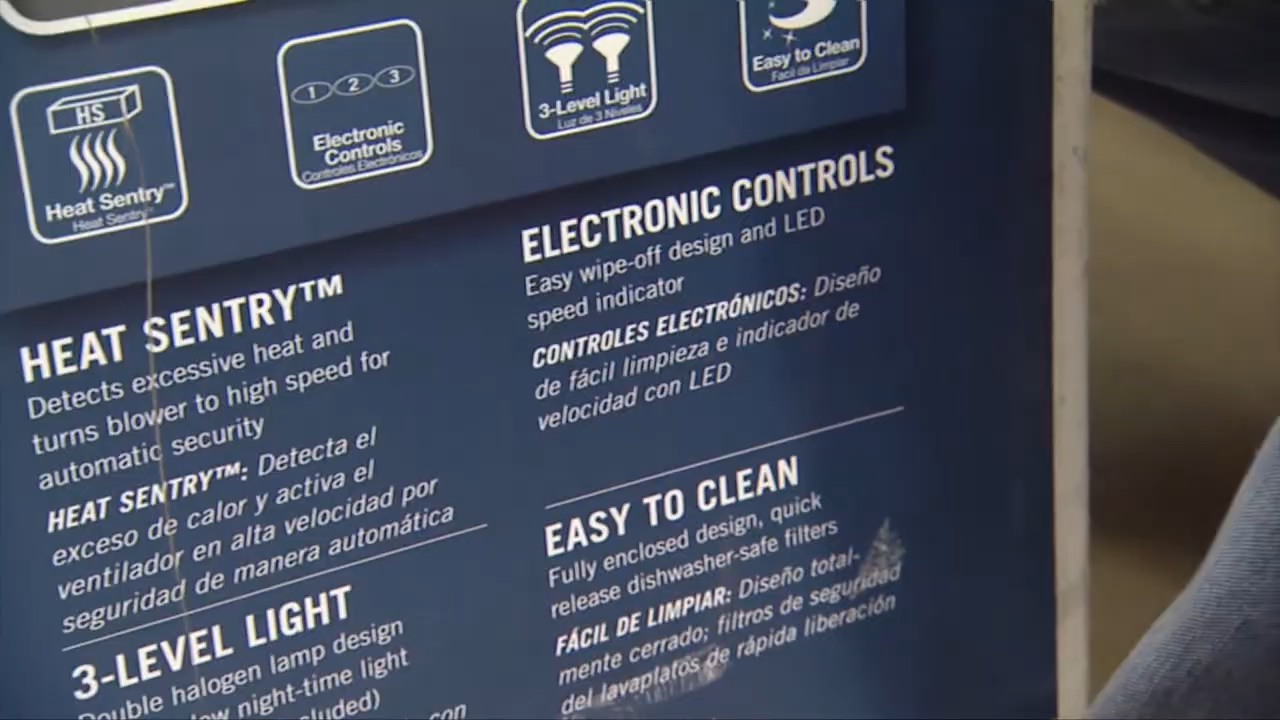 HS
Heat Sentry™
Heat Sentry™
1 2 3
Electronic
Controls
Controles Electrónicos
3-Level Light
Luz de 3 Niveles
Easy to Clean
Facil da Limpiar
HEAT SENTRY™
Detects excessive heat and
turns blower to high speed for
automatic security
HEAT SENTRY™: Detecta el
exceso de calor y activa el
ventilador en alta velocidad por
seguridad de manera automática
3-LEVEL LIGHT
Double halogen lamp design
night-time light
con
ELECTRONIC CONTROLS
Easy wipe-off design and LED
speed indicator
CONTROLES ELECTRÓNICOS: Diseño
de fácil limpieza e indicador de
velocidad con LED
EASY TO CLEAN
Fully enclosed design, quick
release dishwasher-safe filters
FÁCIL DE LIMPIAR: Diseño total-
mente cerrado; filtros de seguridad
del lavaplatos de rápida liberación